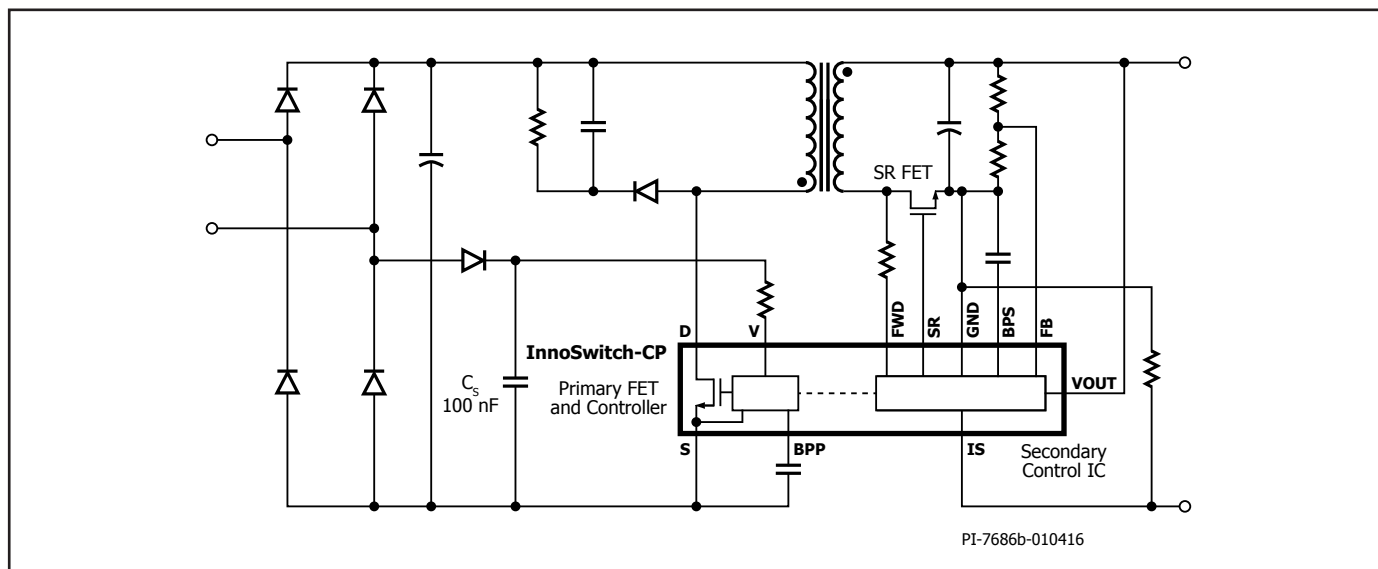 SR FET
FWD
SR
GND
BPS
FB
D
V
InnoSwitch-CP
Primary FET
and Controller
VOUT
CS
100 nF
S
BPP
IS
Secondary
Control IC
PI-7686b-010416